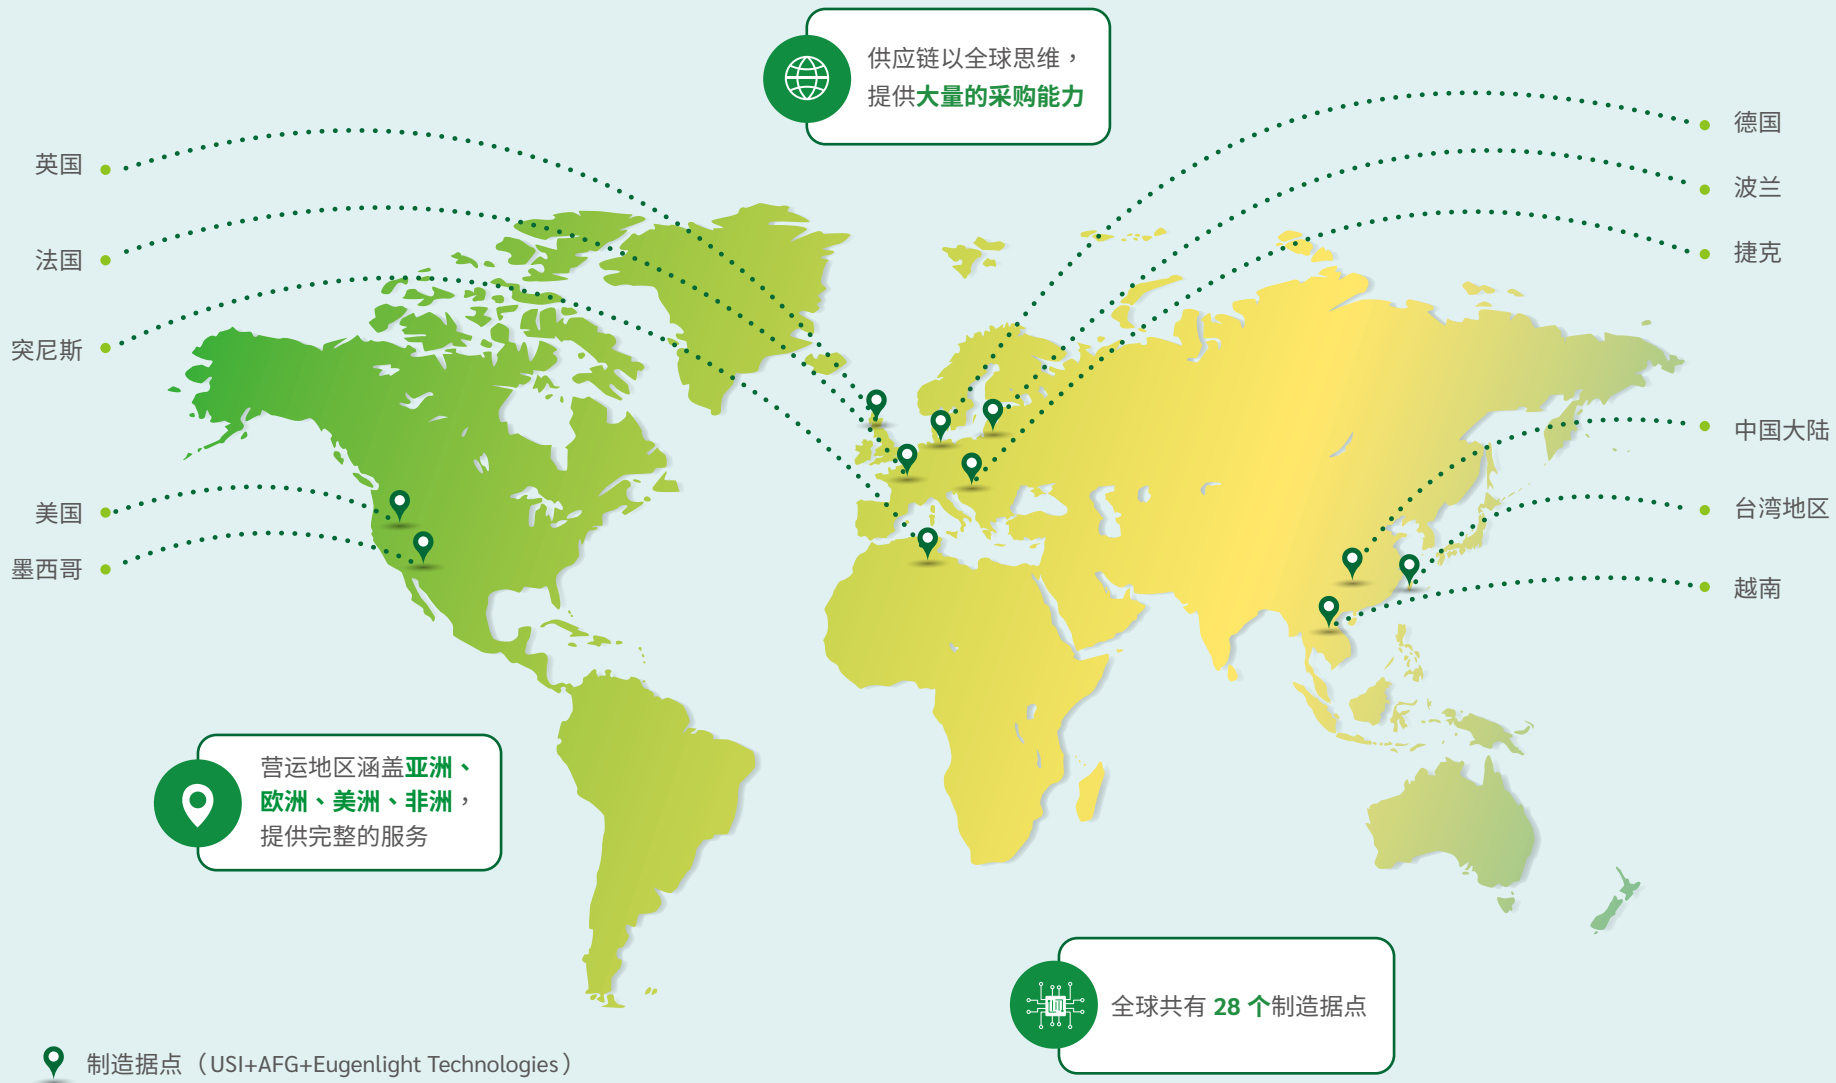 供应链以全球思维，
提供大量的采购能力
英国
法国
突尼斯
美国
墨西哥
德国
波兰
捷克
中国大陆
台湾地区
越南
营运地区涵盖亚洲、
欧洲、美洲、非洲，
提供完整的服务
全球共有 28 个制造据点
制造据点（USI+AFG+Eugenlight Technologies）